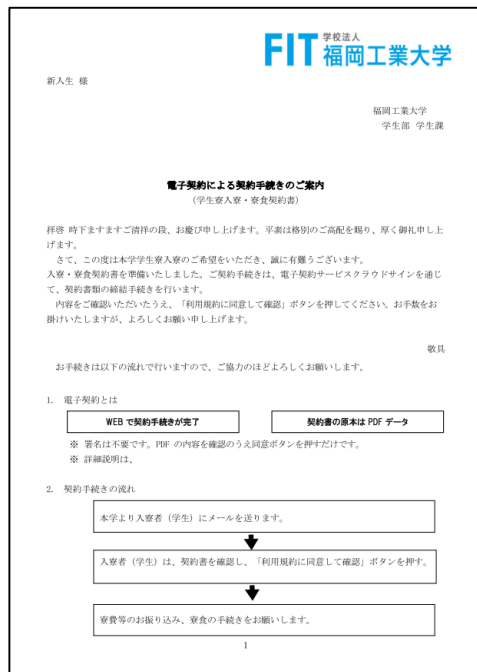 FIT 学校法人 福岡工業大学
新入生 様
福岡工業大学
学生部 学生課
電子契約による契約手続きのご案内
(学生寮入寮・寮食契約書)
拝啓 時下ますますご清祥の段、お慶び申し上げます。平素は格別のご高配を賜り、厚く御礼申し上
げます。
さて、この度は本学学生寮入寮のご希望をいただき、誠に有難うございます。
入寮・寮食契約書を準備いたしました。ご契約手続きは、電子契約サービスクラウドサインを通じ
て、契約書類の締結手続きを行います。
内容をご確認いただいたうえ、「利用規約に同意して確認」ボタンを押してください。お手数をお
掛けいたしますが、よろしくお願い申し上げます。
敬具
お手続きは以下の流れで行いますので、ご協力のほどよろしくお願いします。
1. 電子契約とは
WEB で契約手続きが完了
契約書の原本は PDF データ
※ 署名は不要です。PDF の内容を確認のうえ同意ボタンを押すだけです。
※ 詳細説明は、
2. 契約手続きの流れ
本学より入寮者(学生)にメールを送ります。
入寮者(学生)は、契約書を確認し、「利用規約に同意して確認」ボタンを押す。
寮費等のお振り込み、寮食の手続きをお願いします。
1